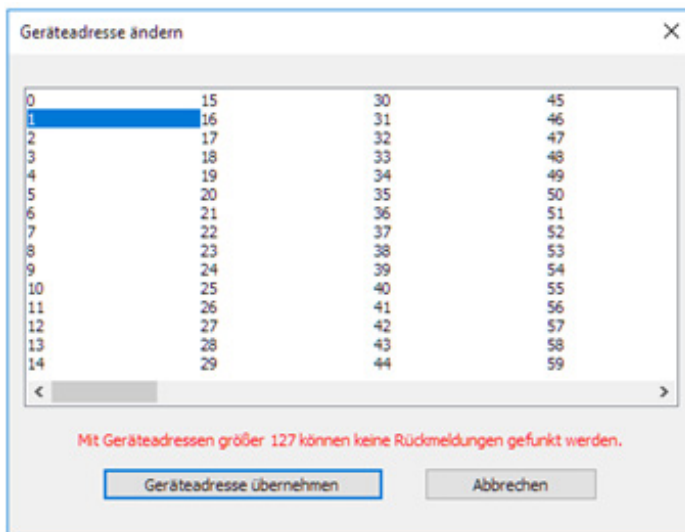 Geräteadresse ändern
0 15 30 45
1 16 31 46
2 17 32 47
3 18 33 48
4 19 34 49
5 20 35 50
6 21 36 51
7 22 37 52
8 23 38 53
9 24 39 54
10 25 40 55
11 26 41 56
12 27 42 57
13 28 43 58
14 29 44 59
Mit Geräteadressen größer 127 können keine Rückmeldungen gefunkt werden.
Geräteadresse übernehmen Abbrechen